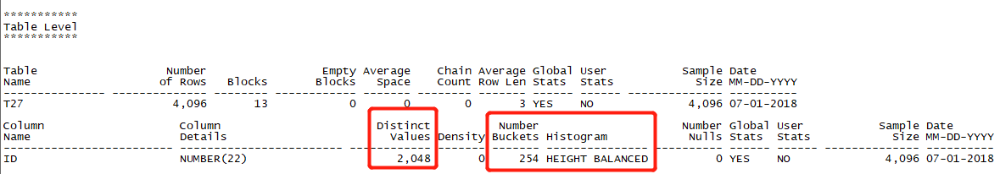 ***********
Table Level
***********
Table Number Empty Average Chain Average Global User Sample Date
Name of Rows Blocks Blocks Space Count Row Len Stats Stats Size MM-DD-YYYY
--------------- -------------- -------- ------------ ------- -------- ------- ------ ------ -------------- ----------
T27 4,096 13 0 0 0 3 YES NO 4,096 07-01-2018
Column Column Distinct Number Number Global User Sample Date
Name Details Values Density Buckets Histogram Nulls Stats Stats Size MM-DD-YYYY
------------------------- ------------------------ ------------ ------- ------- --------------- ------------ ------ ------ -------------- ----------
ID NUMBER(22) 2,048 0 254 HEIGHT BALANCED 0 YES NO 4,096 07-01-2018